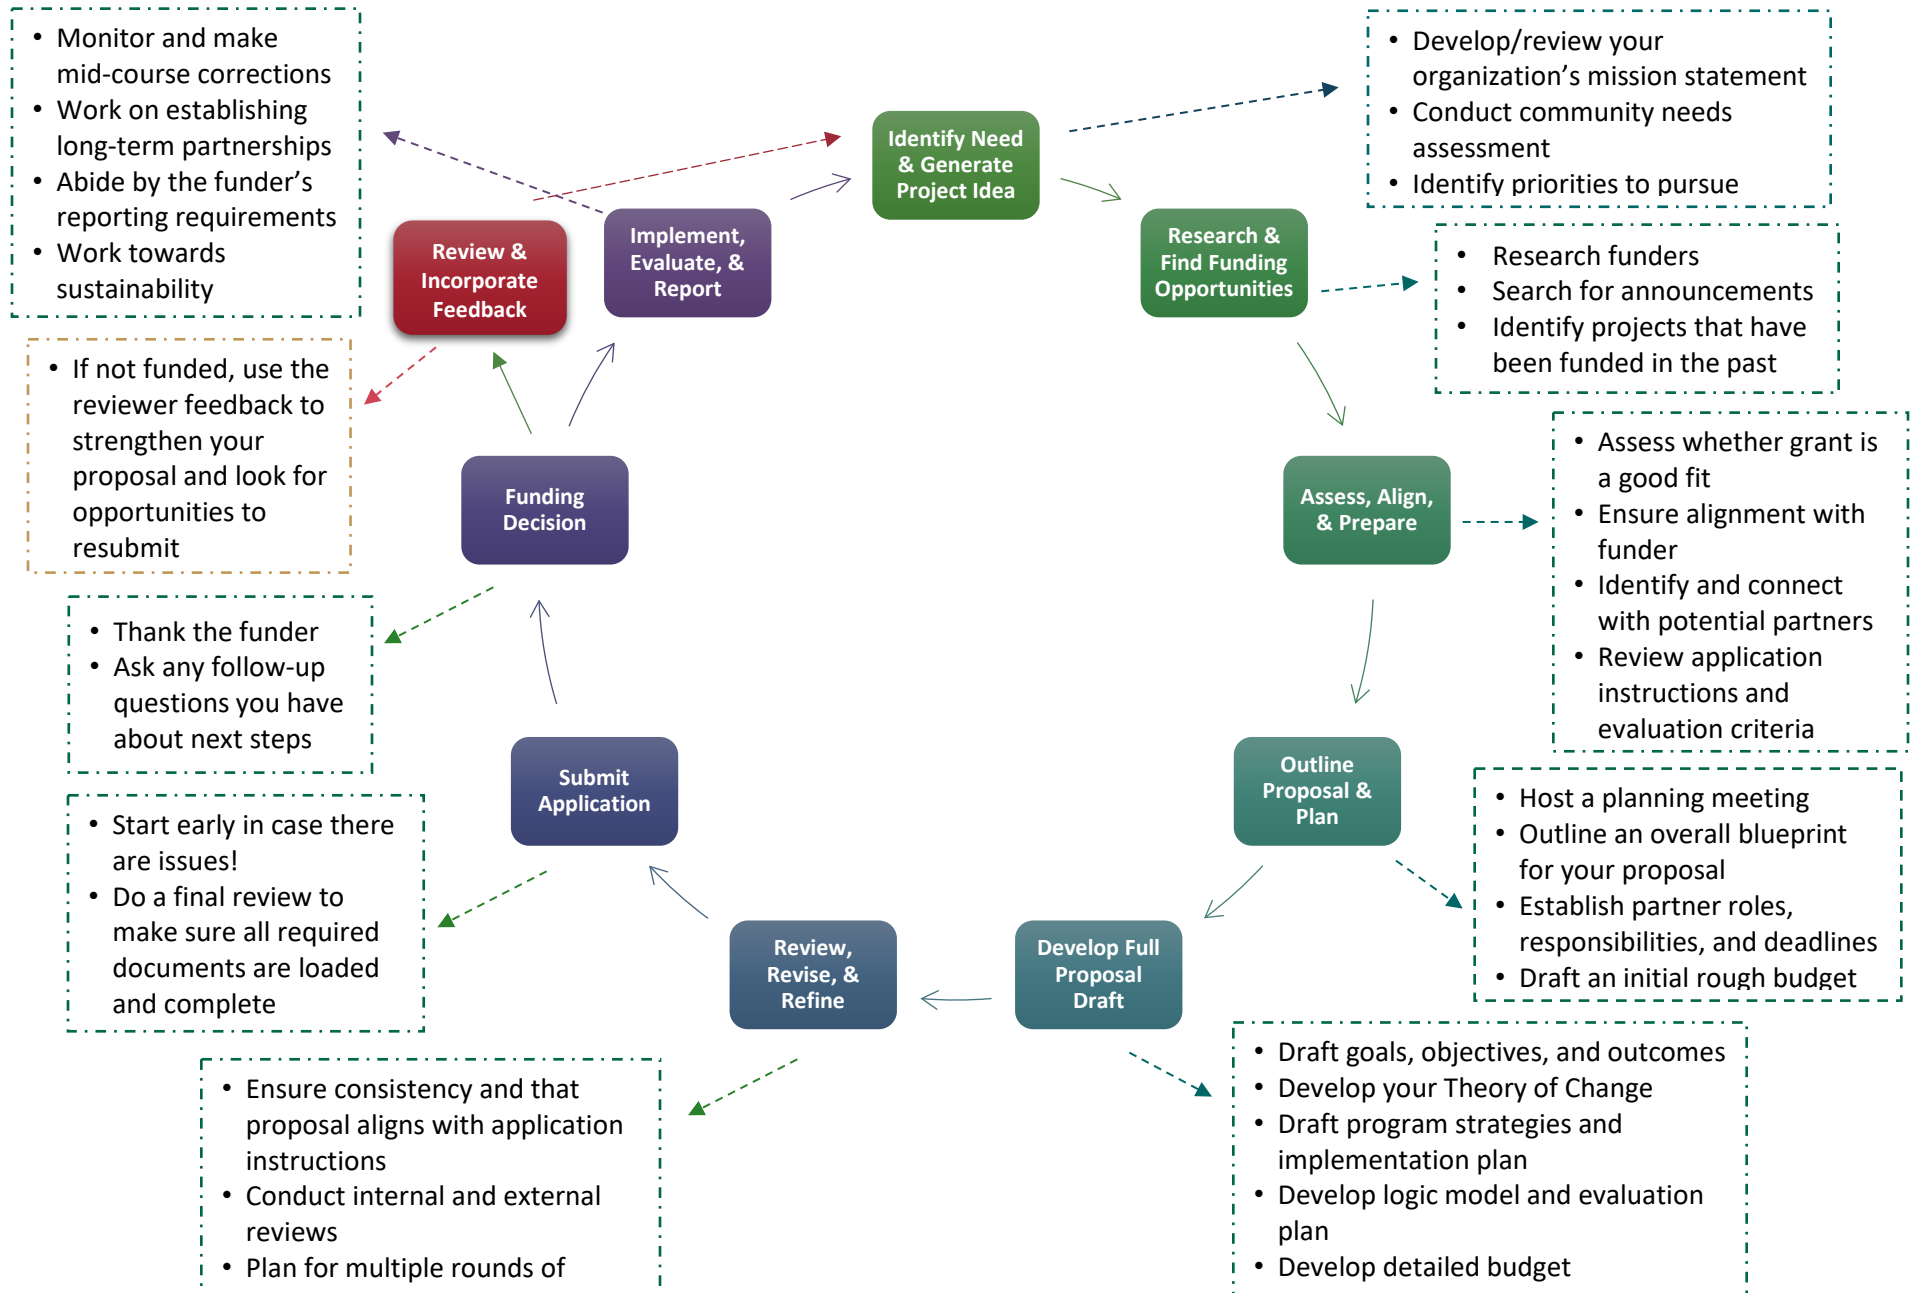 Identify Need
& Generate
Project Idea
• Develop/review your
organization’s mission statement
• Conduct community needs
assessment
• Identify priorities to pursue
Research &
Find Funding
Opportunities
• Research funders
• Search for announcements
• Identify projects that have
been funded in the past
Assess, Align,
& Prepare
• Assess whether grant is
a good fit
• Ensure alignment with
funder
• Identify and connect
with potential partners
• Review application
instructions and
evaluation criteria
Outline
Proposal &
Plan
• Host a planning meeting
• Outline an overall blueprint
for your proposal
• Establish partner roles,
responsibilities, and deadlines
• Draft an initial rough budget
Develop Full
Proposal
Draft
• Draft goals, objectives, and outcomes
• Develop your Theory of Change
• Draft program strategies and
implementation plan
• Develop logic model and evaluation
plan
• Develop detailed budget
Review,
Revise, &
Refine
• Ensure consistency and that
proposal aligns with application
instructions
• Conduct internal and external
reviews
• Plan for multiple rounds of
Submit
Application
• Start early in case there
are issues!
• Do a final review to
make sure all required
documents are loaded
and complete
Funding
Decision
• Thank the funder
• Ask any follow-up
questions you have
about next steps
Review &
Incorporate
Feedback
• If not funded, use the
reviewer feedback to
strengthen your
proposal and look for
opportunities to
resubmit
Implement,
Evaluate, &
Report
• Monitor and make
mid-course corrections
• Work on establishing
long-term partnerships
• Abide by the funder’s
reporting requirements
• Work towards
sustainability